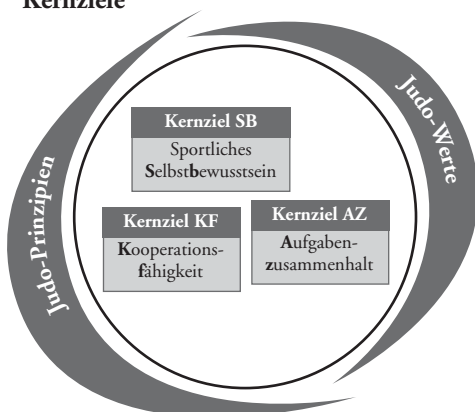 Kernziele
Judo-Werte
Kernziel SB
Sportliches
Selbstbewusstsein
Judo-Prinzipien
Kernziel KF
Kooperations-
fähigkeit
Kernziel AZ
Aufgaben-
zusammenhalt